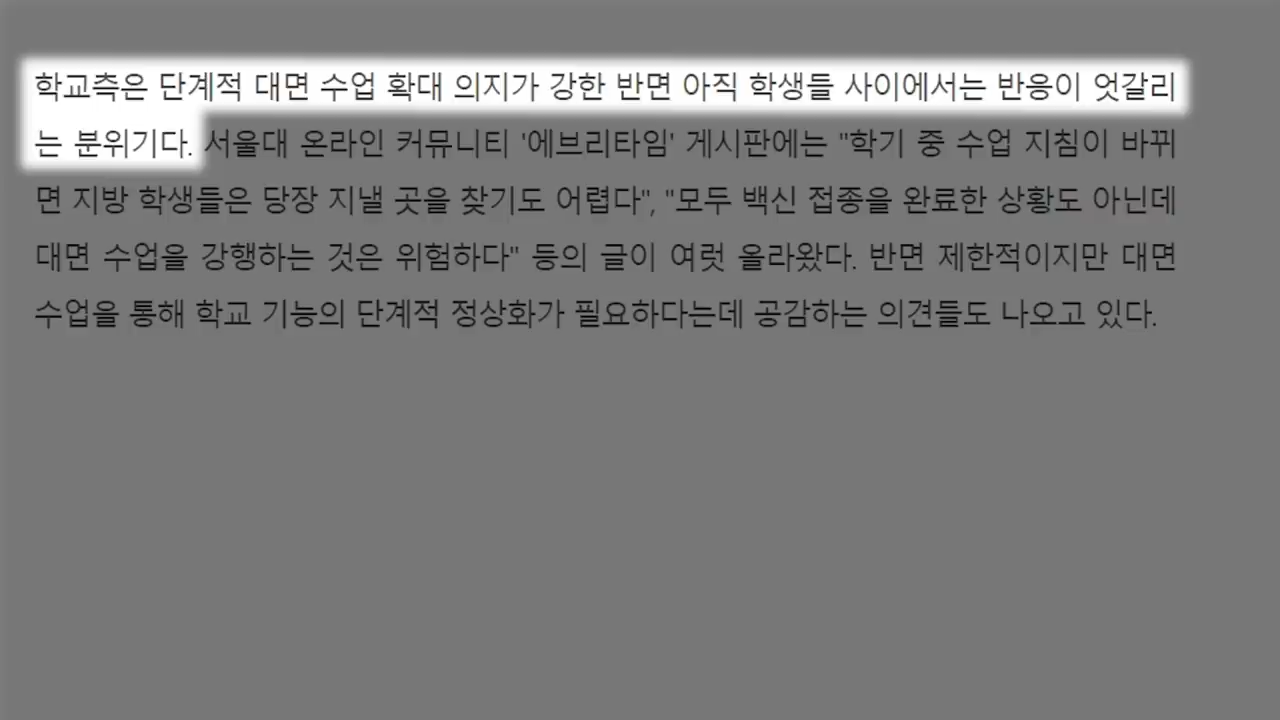 학교측은 단계적 대면 수업 확대 의지가 강한 반면 아직 학생들 사이에서는 반응이 엇갈리
는 분위기다. 서울대 온라인 커뮤니티 '에브리타임' 게시판에는 "학기 중 수업 지침이 바뀌
면 지방 학생들은 당장 지낼 곳을 찾기도 어렵다", "모두 백신 접종을 완료한 상황도 아닌데
대면 수업을 강행하는 것은 위험하다" 등의 글이 여럿 올라왔다. 반면 제한적이지만 대면
수업을 통해 학교 기능의 단계적 정상화가 필요하다는데 공감하는 의견들도 나오고 있다.